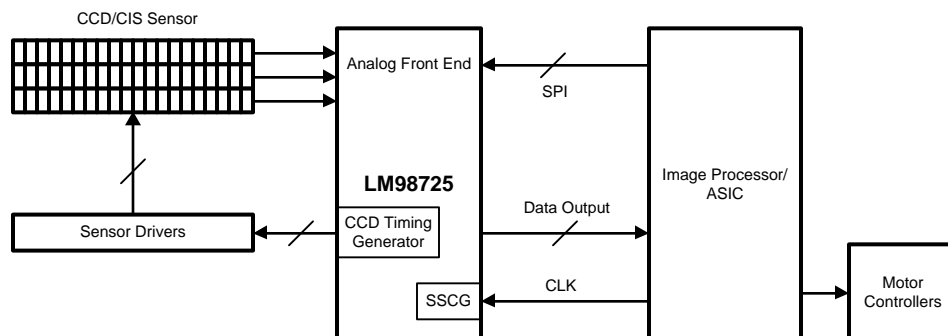 CCD/CIS Sensor
Analog Front End
SPI
LM98725
Image Processor/
ASIC
Data Output
CCD Timing
Generator
Sensor Drivers
CLK
SSCG
Motor
Controllers